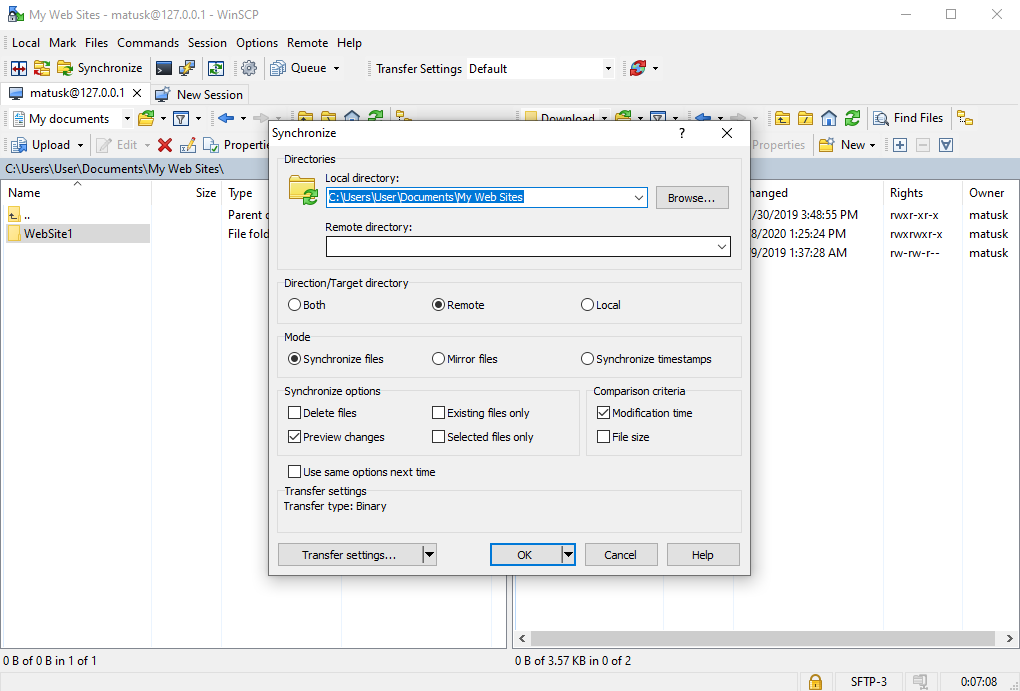 My Web Sites - matusk@127.0.0.1 - WinSCP
Local Mark Files Commands Session Options Remote Help
Synchronize Queue Transfer Settings Default
matusk@127.0.0.1 New Session
My documents Download Find Files
Upload Edit Properties New
C:\Users\User\Documents\My Web Sites\
Name Size Type Changed Rights Owner
.. Parent 30/2019 3:48:55 PM rwxr-xr-x matusk
WebSite1 File fold 8/2020 1:25:24 PM rwxrwxr-x matusk
9/2019 1:37:28 AM rw-rw-r-- matusk
Synchronize ?
Directories
Local directory:
C:\Users\User\Documents\My Web Sites Browse...
Remote directory:
Direction/Target directory
Both Remote Local
Mode
Synchronize files Mirror files Synchronize timestamps
Synchronize options Comparison criteria
Delete files Existing files only Modification time
Preview changes Selected files only File size
Use same options next time
Transfer settings
Transfer type: Binary
Transfer settings... OK Cancel Help
0 B of 0 B in 1 of 1 0 B of 3.57 KB in 0 of 2
SFTP-3 0:07:08